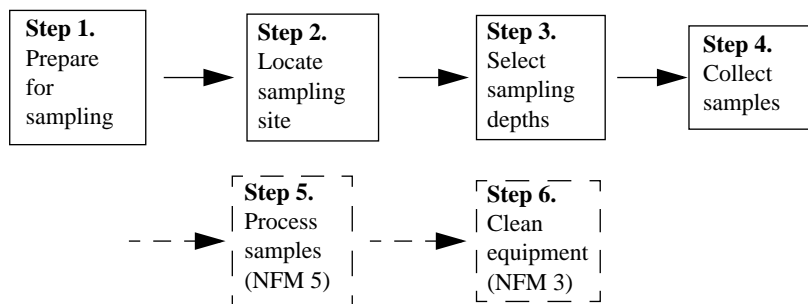 Step 1.
Prepare
for
sampling
Step 2.
Locate
sampling
site
Step 3.
Select
sampling
depths
Step 4.
Collect
samples
Step 5.
Process
samples
(NFM 5)
Step 6.
Clean
equipment
(NFM 3)